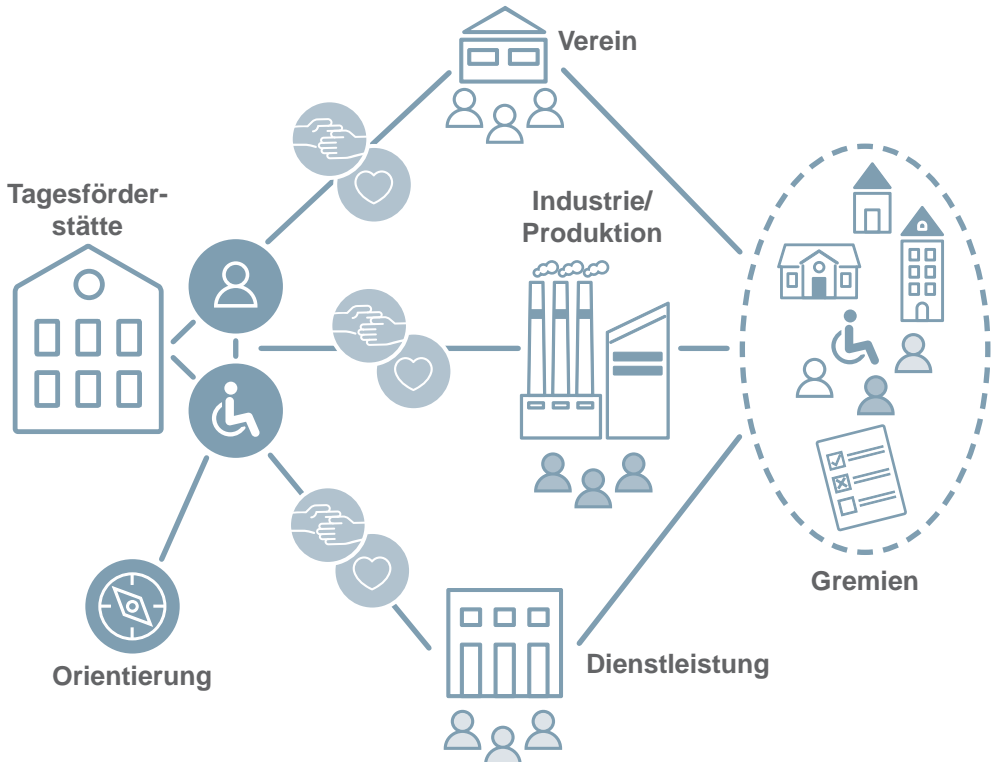 Verein
Tagesförder-
stätte
Industrie/
Produktion
Gremien
Orientierung
Dienstleistung